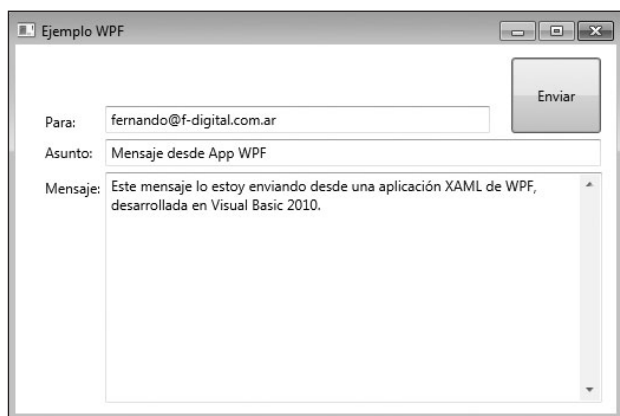 Ejemplo WPF
Enviar
Para:
fernando@f-digital.com.ar
Asunto:
Mensaje desde App WPF
Mensaje:
Este mensaje lo estoy enviando desde una aplicación XAML de WPF,
desarrollada en Visual Basic 2010.